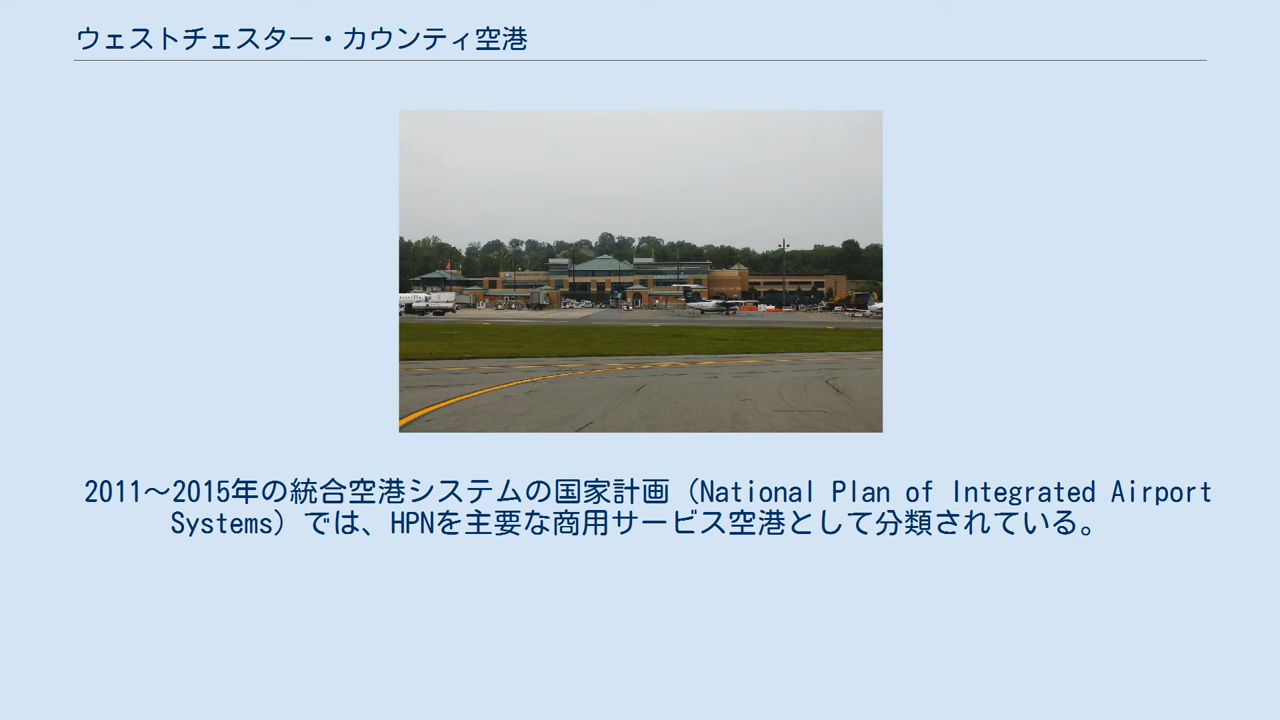 ウェストチェスター・カウンティ空港
2011～2015年の統合空港システムの国家計画（National Plan of Integrated Airport
Systems）では、HPNを主要な商用サービス空港として分類されている。